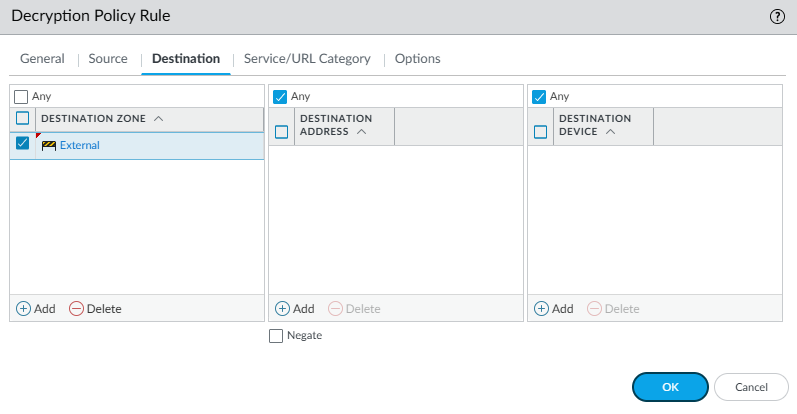 Decryption Policy Rule
General
Source
Destination
Service/URL Category
Options
Any
DESTINATION ZONE
External
Add
Delete
Any
DESTINATION
ADDRESS
Add
Delete
Negate
Any
DESTINATION
DEVICE
Add
Delete
OK
Cancel